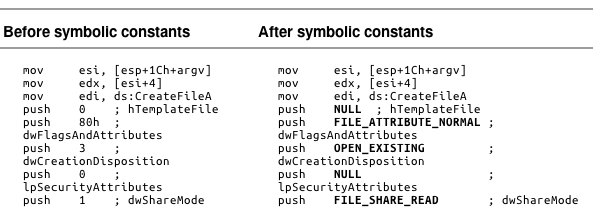 Before symbolic constants After symbolic constants
mov esi, [esp+1Ch+argv] mov esi, [esp+1Ch+argv]
mov edx, [esi+4] mov edx, [esi+4]
mov edi, ds:CreateFileA mov edi, ds:CreateFileA
push 0 ; hTemplateFile push NULL ; hTemplateFile
push 80h ; push FILE_ATTRIBUTE_NORMAL ;
dwFlagsAndAttributes dwFlagsAndAttributes
push 3 ; push OPEN_EXISTING ;
dwCreationDisposition dwCreationDisposition
push 0 ; push NULL ;
lpSecurityAttributes lpSecurityAttributes
push 1 ; dwShareMode push FILE_SHARE_READ ; dwShareMode